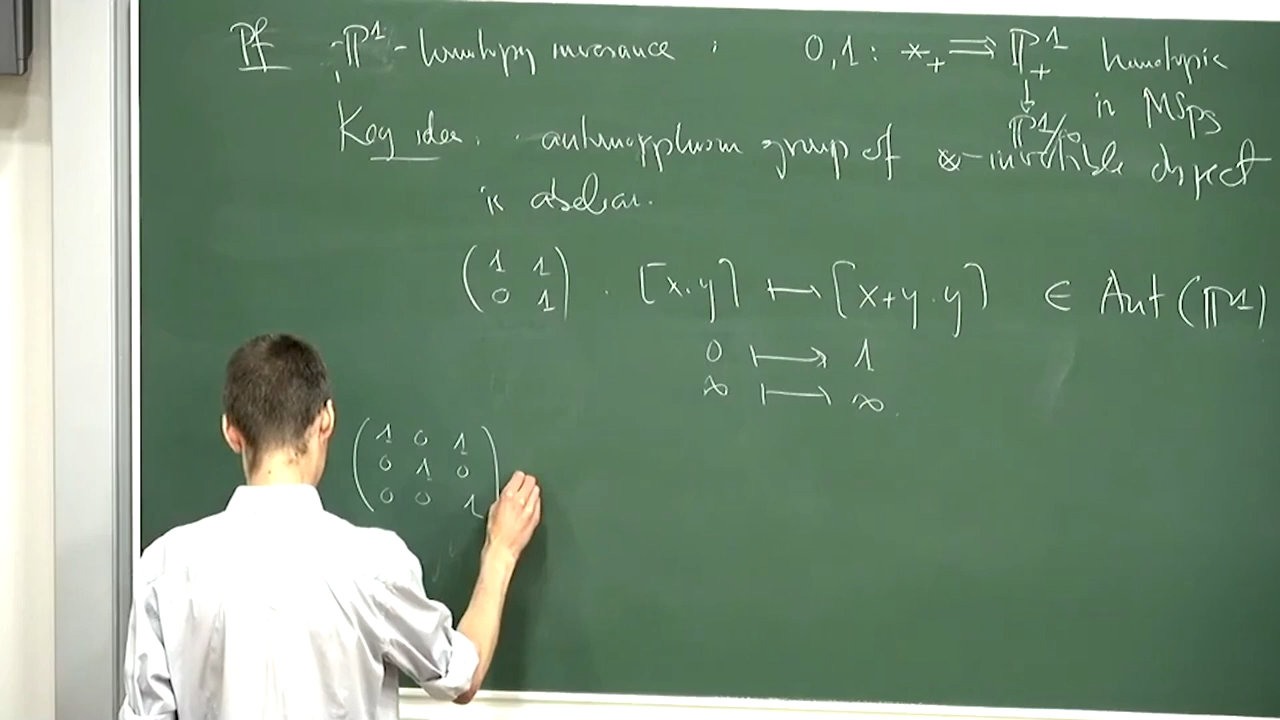 Pf · ℙ¹ - homotopy invariance : 0,1 : *₊ ⇉ ℙ¹₊ homotopic
↓ in MSps
ℙ¹/0
Key idea : · automorphism group of ⊗-invertible object
is abelian.
(1 1; 0 1) · [x·y] ↦ [x+y·y] ∈ Aut(ℙ¹)
0 ↦ 1
∞ ↦ ∞.
(1 0 1
0 1 0
0 0 1)